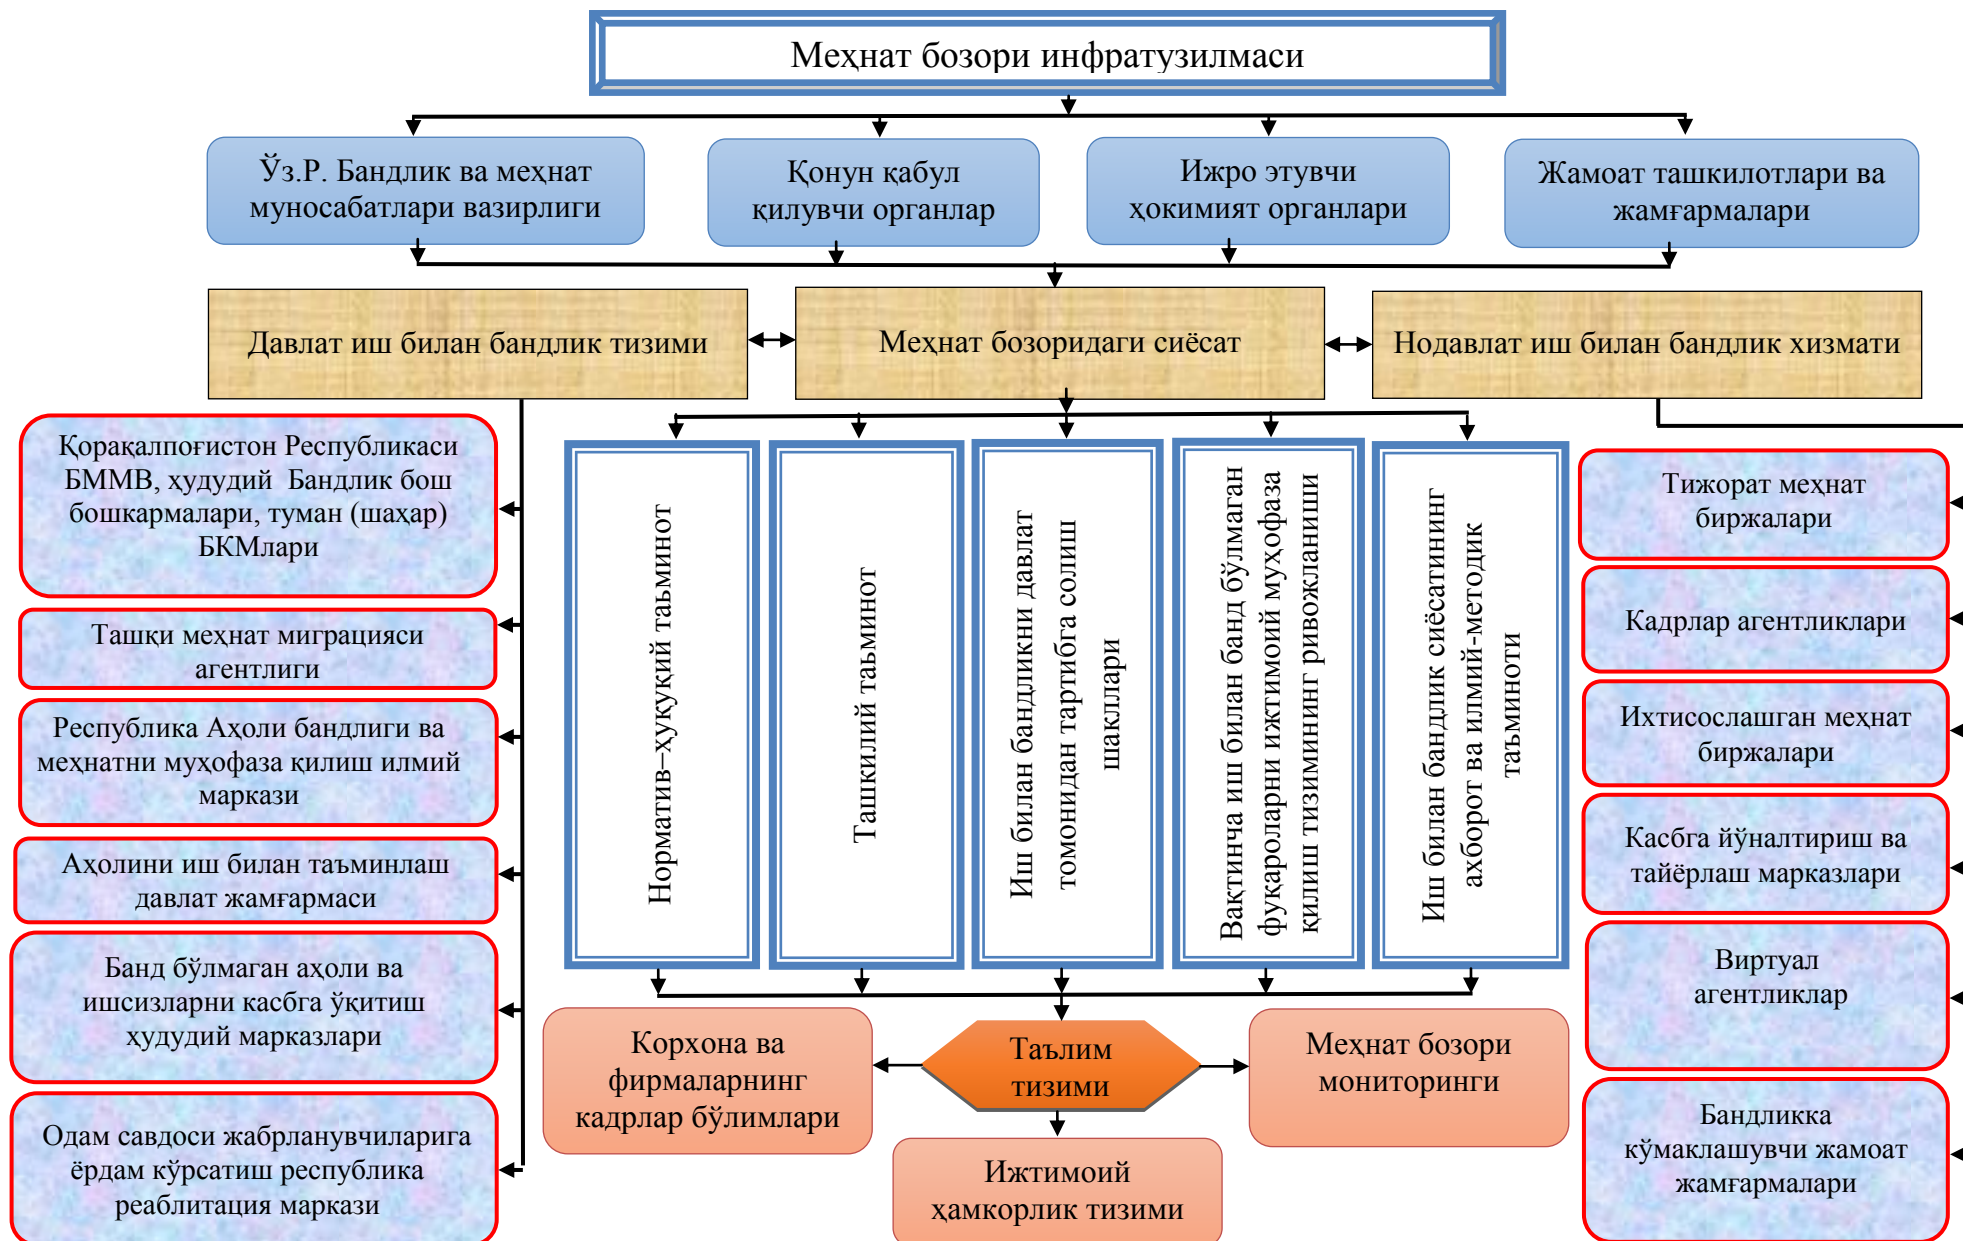 Меҳнат бозори инфратузилмаси
Ўз.Р. Бандлик ва меҳнат
муносабатлари вазирлиги
Қонун қабул
қилувчи органлар
Ижро этувчи
ҳокимият органлари
Жамоат ташкилотлари ва
жамғармалари
Давлат иш билан бандлик тизими
Меҳнат бозоридаги сиёсат
Нодавлат иш билан бандлик хизмати
Қорақалпоғистон Республикаси
БММВ, ҳудудий Бандлик бош
бошкармалари, туман (шаҳар)
БКМлари
Ташқи меҳнат миграцияси
агентлиги
Республика Аҳоли бандлиги ва
меҳнатни муҳофаза қилиш илмий
маркази
Аҳолини иш билан таъминлаш
давлат жамғармаси
Банд бўлмаган аҳоли ва
ишсизларни касбга ўқитиш
ҳудудий марказлари
Одам савдоси жабрланувчиларига
ёрдам кўрсатиш республика
реаблитация маркази
Норматив–ҳуқуқий таьминот
Ташкилий таьминот
Иш билан бандликни давлат
томонидан тартибга солиш
шакллари
Вақтинча иш билан банд бўлмаган
фуқароларни ижтимоий муҳофаза
қилиш тизимининг ривожланиши
Иш билан бандлик сиёсатининг
ахборот ва илмий-методик
таъминоти
Тижорат меҳнат
биржалари
Кадрлар агентликлари
Ихтисослашган меҳнат
биржалари
Касбга йўналтириш ва
тайёрлаш марказлари
Виртуал
агентликлар
Бандликка
кўмаклашувчи жамоат
жамғармалари
Корхона ва
фирмаларнинг
кадрлар бўлимлари
Таълим
тизими
Меҳнат бозори
мониторинги
Ижтимоий
ҳамкорлик тизими